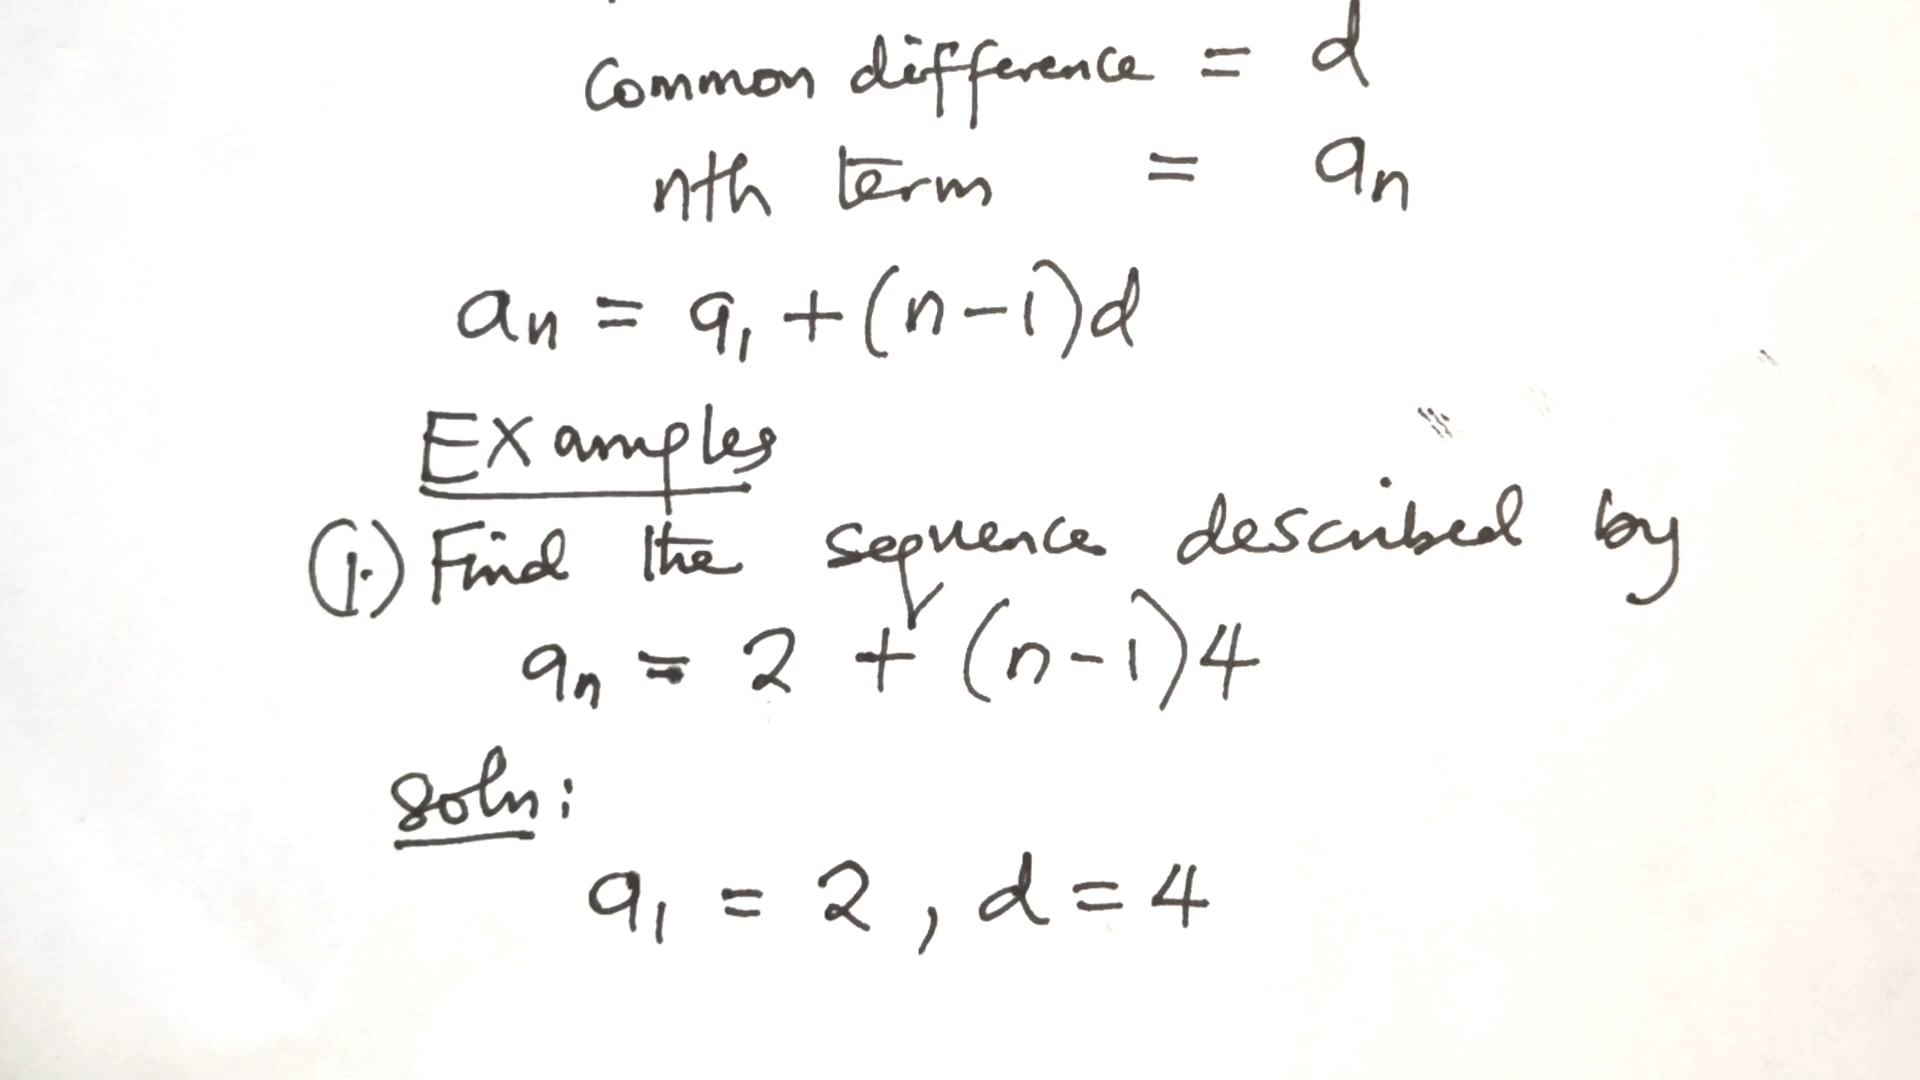 Common difference = d
nth term = an
an = a1 + (n-1)d
Examples
(1.) Find the sequence described by
an = 2 + (n-1)4
soln:
a1 = 2, d = 4